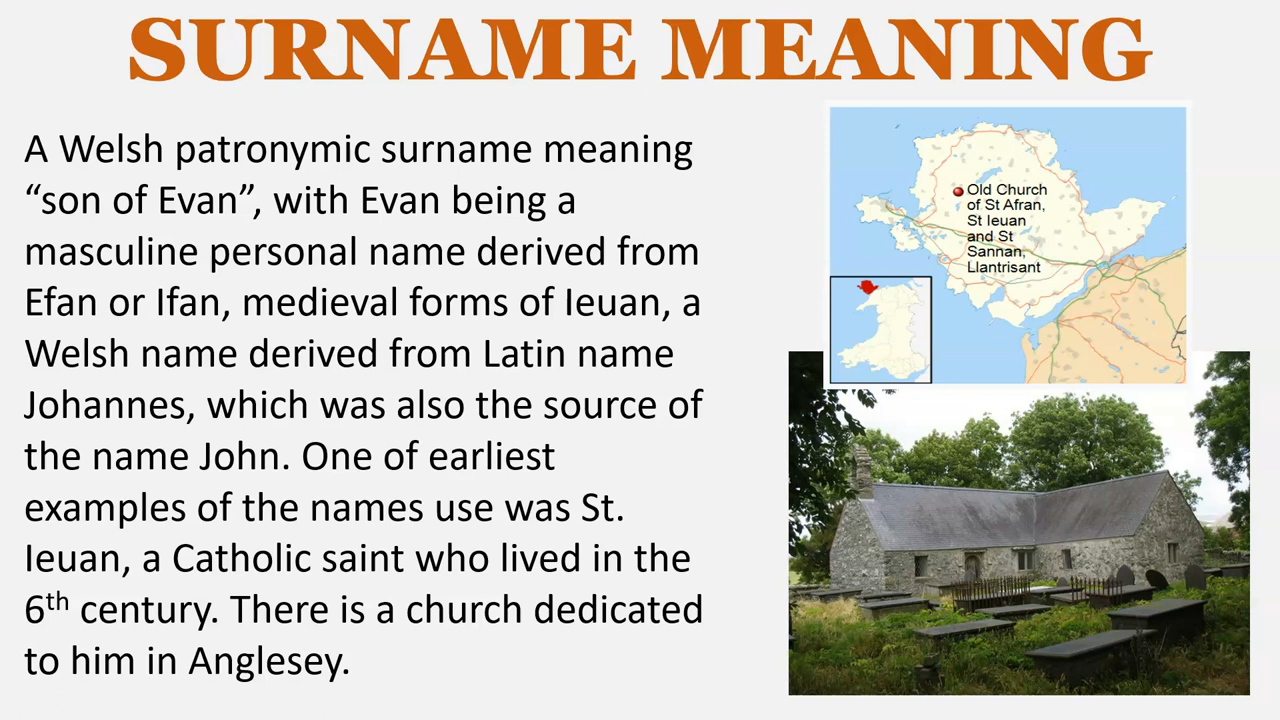 SURNAME MEANING
A Welsh patronymic surname meaning
“son of Evan”, with Evan being a
masculine personal name derived from
Efan or Ifan, medieval forms of Ieuan, a
Welsh name derived from Latin name
Johannes, which was also the source of
the name John. One of earliest
examples of the names use was St.
Ieuan, a Catholic saint who lived in the
6th century. There is a church dedicated
to him in Anglesey.
Old Church
of St Afran,
St Ieuan
and St
Sannan,
Llantrisant